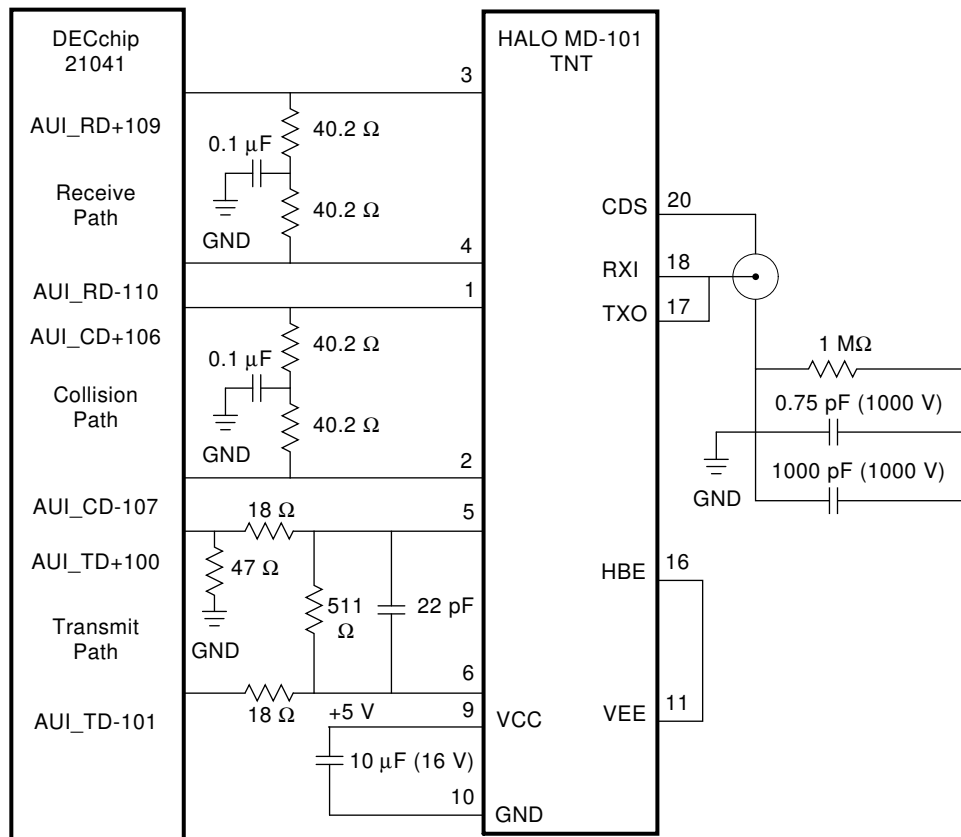 DECchip
21041
HALO MD-101
TNT
3
AUI_RD+109
0.1 μF
40.2 Ω
Receive
Path
40.2 Ω
GND
4
CDS
20
RXI
18
TXO
17
AUI_RD-110
1
AUI_CD+106
0.1 μF
40.2 Ω
Collision
Path
40.2 Ω
GND
2
1 MΩ
0.75 pF (1000 V)
1000 pF (1000 V)
GND
AUI_CD-107
18 Ω
5
AUI_TD+100
47 Ω
511
Ω
22 pF
Transmit
Path
GND
HBE
16
6
18 Ω
AUI_TD-101
+5 V
9
VCC
VEE
11
10 μF (16 V)
10
GND